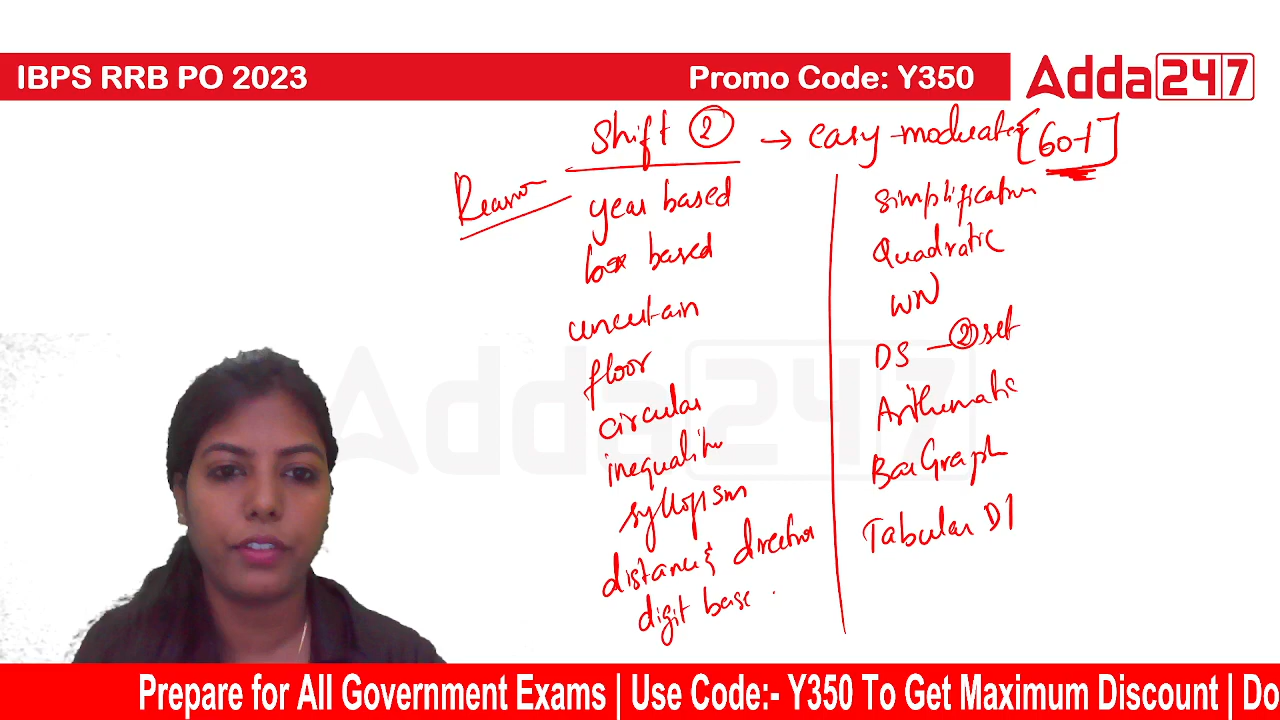 IBPS RRB PO 2023
Promo Code: Y350
Adda247
Shift 2 → easy-moderate [60+]
Reason
year based
box based
uncertain
floor
circular
inequality
syllogism
distance & direction
digit base
Simplification
Quadratic
WN
DS – 2 set
Arithematic
Bar Graph
Tabular DI
Adda247
Prepare for All Government Exams | Use Code:- Y350 To Get Maximum Discount | Do